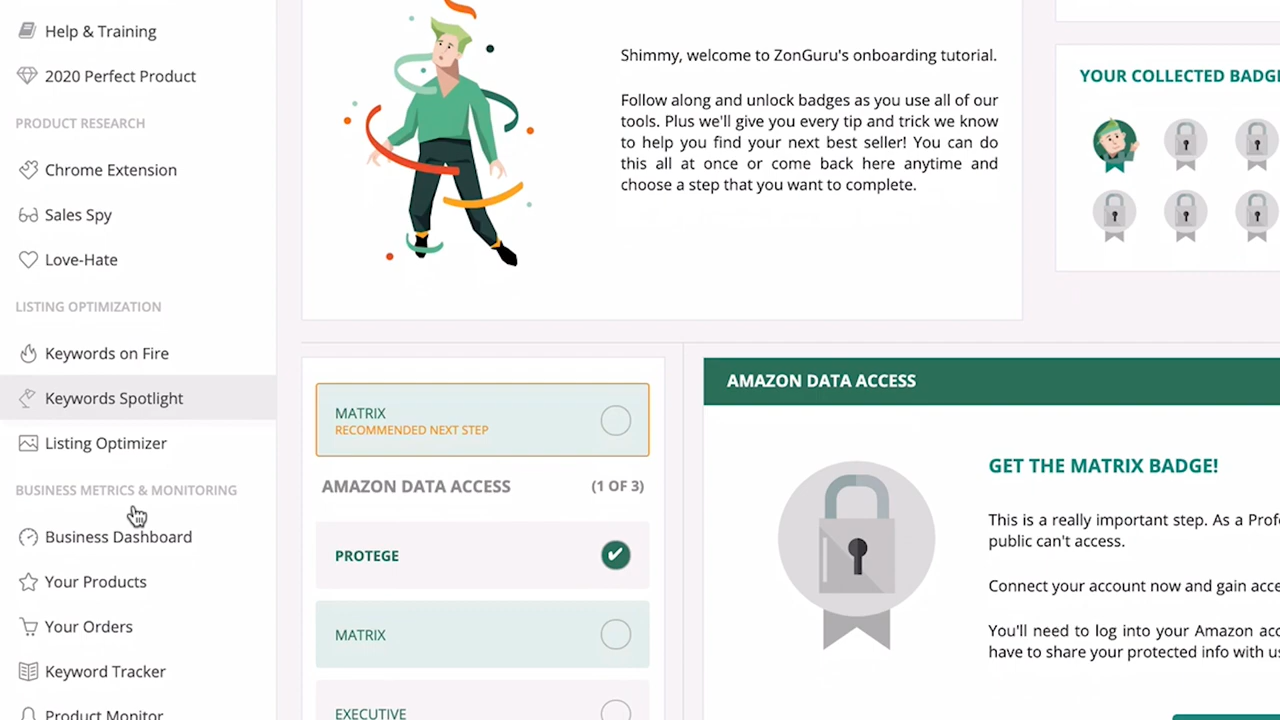 Help & Training
2020 Perfect Product
PRODUCT RESEARCH
Chrome Extension
Sales Spy
Love-Hate
LISTING OPTIMIZATION
Keywords on Fire
Keywords Spotlight
Listing Optimizer
BUSINESS METRICS & MONITORING
Business Dashboard
Your Products
Your Orders
Keyword Tracker
Product Monitor
Shimmy, welcome to ZonGuru's onboarding tutorial.
Follow along and unlock badges as you use all of our
tools. Plus we'll give you every tip and trick we know
to help you find your next best seller! You can do
this all at once or come back here anytime and
choose a step that you want to complete.
YOUR COLLECTED BADGE
MATRIX
RECOMMENDED NEXT STEP
AMAZON DATA ACCESS (1 OF 3)
PROTEGE
MATRIX
EXECUTIVE
AMAZON DATA ACCESS
GET THE MATRIX BADGE!
This is a really important step. As a Prof
public can't access.
Connect your account now and gain acce
You'll need to log into your Amazon acc
have to share your protected info with us